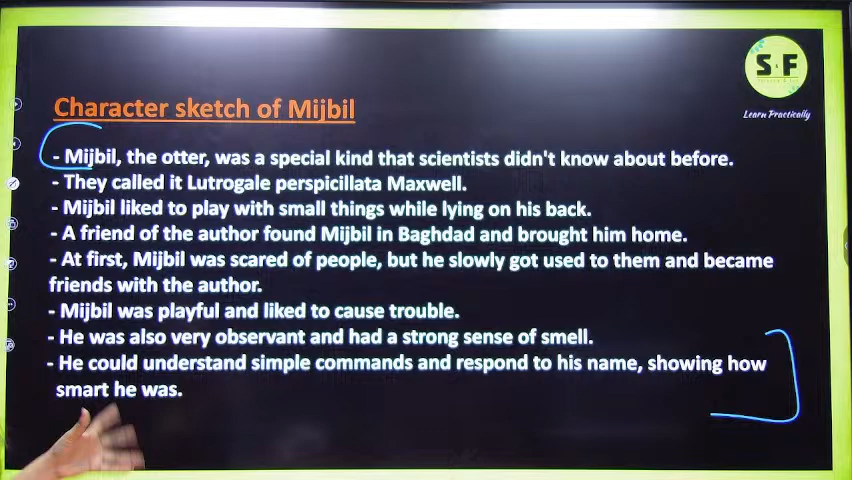 S & F
Learn Practically
Character sketch of Mijbil
- Mijbil, the otter, was a special kind that scientists didn't know about before.
- They called it Lutrogale perspicillata Maxwell.
- Mijbil liked to play with small things while lying on his back.
- A friend of the author found Mijbil in Baghdad and brought him home.
- At first, Mijbil was scared of people, but he slowly got used to them and became
friends with the author.
- Mijbil was playful and liked to cause trouble.
- He was also very observant and had a strong sense of smell.
- He could understand simple commands and respond to his name, showing how
smart he was.